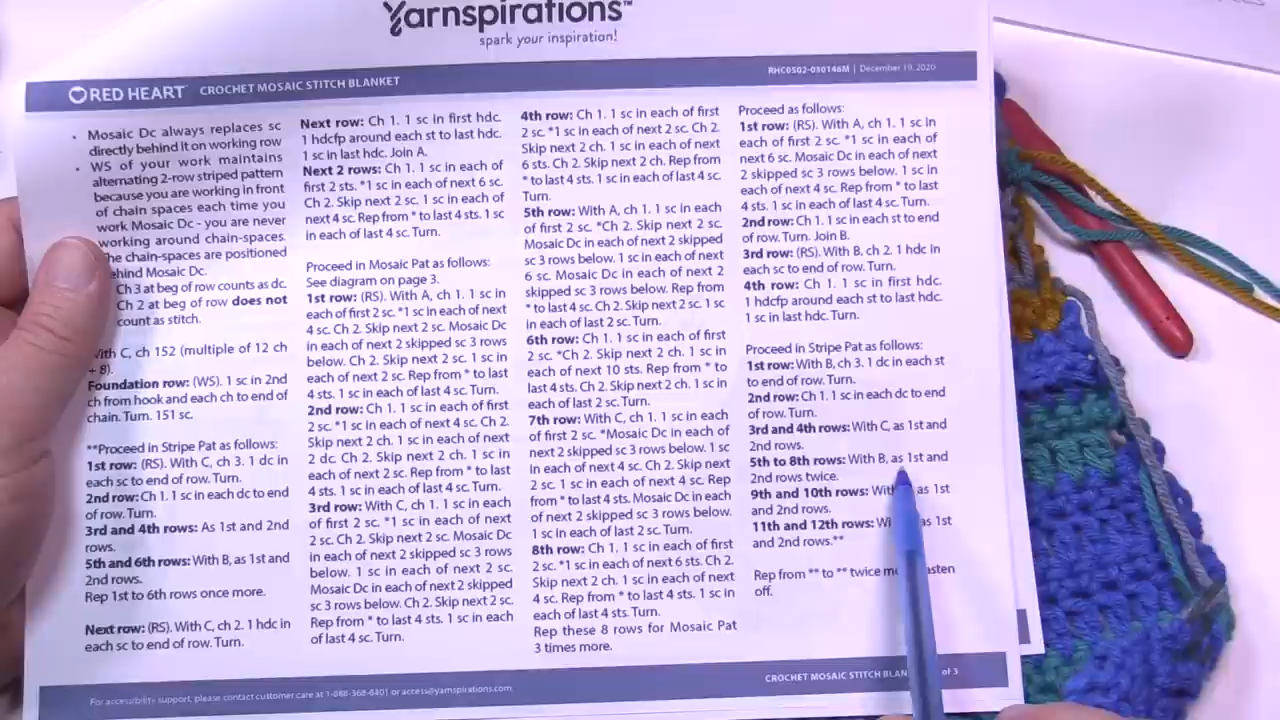 Yarnspirations™
spark your inspiration!
RED HEART™ CROCHET MOSAIC STITCH BLANKET
RHC0502-030146M | December 19, 2020
• Mosaic Dc always replaces sc
directly behind it on working row
• WS of your work maintains
alternating 2-row striped pattern
because you are working in front
of chain spaces each time you
work Mosaic Dc - you are never
working around chain-spaces.
The chain-spaces are positioned
behind Mosaic Dc.
Ch 3 at beg of row counts as dc.
Ch 2 at beg of row does not
count as stitch.
With C, ch 152 (multiple of 12 ch
+ 8).
Foundation row: (WS). 1 sc in 2nd
ch from hook and each ch to end of
chain. Turn. 151 sc.
**Proceed in Stripe Pat as follows:
1st row: (RS). With C, ch 3. 1 dc in
each sc to end of row. Turn.
2nd row: Ch 1. 1 sc in each dc to end
of row. Turn.
3rd and 4th rows: As 1st and 2nd
rows.
5th and 6th rows: With B, as 1st and
2nd rows.
Rep 1st to 6th rows once more.
Next row: (RS). With C, ch 2. 1 hdc in
each sc to end of row. Turn.
Next row: Ch 1. 1 sc in first hdc.
1 hdcfp around each st to last hdc.
1 sc in last hdc. Join A.
Next 2 rows: Ch 1. 1 sc in each of
first 2 sts. *1 sc in each of next 6 sc.
Ch 2. Skip next 2 sc. 1 sc in each of
next 4 sc. Rep from * to last 4 sts. 1 sc
in each of last 4 sc. Turn.
Proceed in Mosaic Pat as follows:
See diagram on page 3.
1st row: (RS). With A, ch 1. 1 sc in
each of first 2 sc. *1 sc in each of next
4 sc. Ch 2. Skip next 2 sc. Mosaic Dc
in each of next 2 skipped sc 3 rows
below. Ch 2. Skip next 2 sc. 1 sc in
each of next 2 sc. Rep from * to last
4 sts. 1 sc in each of last 4 sc. Turn.
2nd row: Ch 1. 1 sc in each of first
2 sc. *1 sc in each of next 4 sc. Ch 2.
Skip next 2 ch. 1 sc in each of next
2 dc. Ch 2. Skip next 2 ch. 1 sc in
each of next 2 sc. Rep from * to last
4 sts. 1 sc in each of last 4 sc. Turn.
3rd row: With C, ch 1. 1 sc in each
of first 2 sc. *1 sc in each of next
2 sc. Ch 2. Skip next 2 sc. Mosaic Dc
in each of next 2 skipped sc 3 rows
below. 1 sc in each of next 2 sc.
Mosaic Dc in each of next 2 skipped
sc 3 rows below. Ch 2. Skip next 2 sc.
Rep from * to last 4 sts. 1 sc in each
of last 4 sc. Turn.
4th row: Ch 1. 1 sc in each of first
2 sc. *1 sc in each of next 2 sc. Ch 2.
Skip next 2 ch. 1 sc in each of next
6 sts. Ch 2. Skip next 2 ch. Rep from
* to last 4 sts. 1 sc in each of last 4 sc.
Turn.
5th row: With A, ch 1. 1 sc in each
of first 2 sc. *Ch 2. Skip next 2 sc.
Mosaic Dc in each of next 2 skipped
sc 3 rows below. 1 sc in each of next
6 sc. Mosaic Dc in each of next 2
skipped sc 3 rows below. Rep from
* to last 4 sc. Ch 2. Skip next 2 sc. 1 sc
in each of last 2 sc. Turn.
6th row: Ch 1. 1 sc in each of first
2 sc. *Ch 2. Skip next 2 ch. 1 sc in
each of next 10 sts. Rep from * to
last 4 sts. Ch 2. Skip next 2 ch. 1 sc in
each of last 2 sc. Turn.
7th row: With C, ch 1. 1 sc in each
of first 2 sc. *Mosaic Dc in each of
next 2 skipped sc 3 rows below. 1 sc
in each of next 4 sc. Ch 2. Skip next
2 sc. 1 sc in each of next 4 sc. Rep
from * to last 4 sts. Mosaic Dc in each
of next 2 skipped sc 3 rows below.
1 sc in each of last 2 sc. Turn.
8th row: Ch 1. 1 sc in each of first
2 sc. *1 sc in each of next 6 sts. Ch 2.
Skip next 2 ch. 1 sc in each of next
4 sc. Rep from * to last 4 sts. 1 sc in
each of last 4 sts. Turn.
Rep these 8 rows for Mosaic Pat
3 times more.
Proceed as follows:
1st row: (RS). With A, ch 1. 1 sc in
each of first 2 sc. *1 sc in each of
next 6 sc. Mosaic Dc in each of next
2 skipped sc 3 rows below. 1 sc in
each of next 4 sc. Rep from * to last
4 sts. 1 sc in each of last 4 sc. Turn.
2nd row: Ch 1. 1 sc in each st to end
of row. Turn. Join B.
3rd row: (RS). With B, ch 2. 1 hdc in
each sc to end of row. Turn.
4th row: Ch 1. 1 sc in first hdc.
1 hdcfp around each st to last hdc.
1 sc in last hdc. Turn.
Proceed in Stripe Pat as follows:
1st row: With B, ch 3. 1 dc in each st
to end of row. Turn.
2nd row: Ch 1. 1 sc in each dc to end
of row. Turn.
3rd and 4th rows: With C, as 1st and
2nd rows.
5th to 8th rows: With B, as 1st and
2nd rows twice.
9th and 10th rows: With as 1st
and 2nd rows.
11th and 12th rows: as 1st
and 2nd rows.**
Rep from ** to ** twice
off.
For accessibility support, please contact customer care at 1-888-368-8401 or access@yarnspirations.com.
CROCHET MOSAIC STITCH of 3